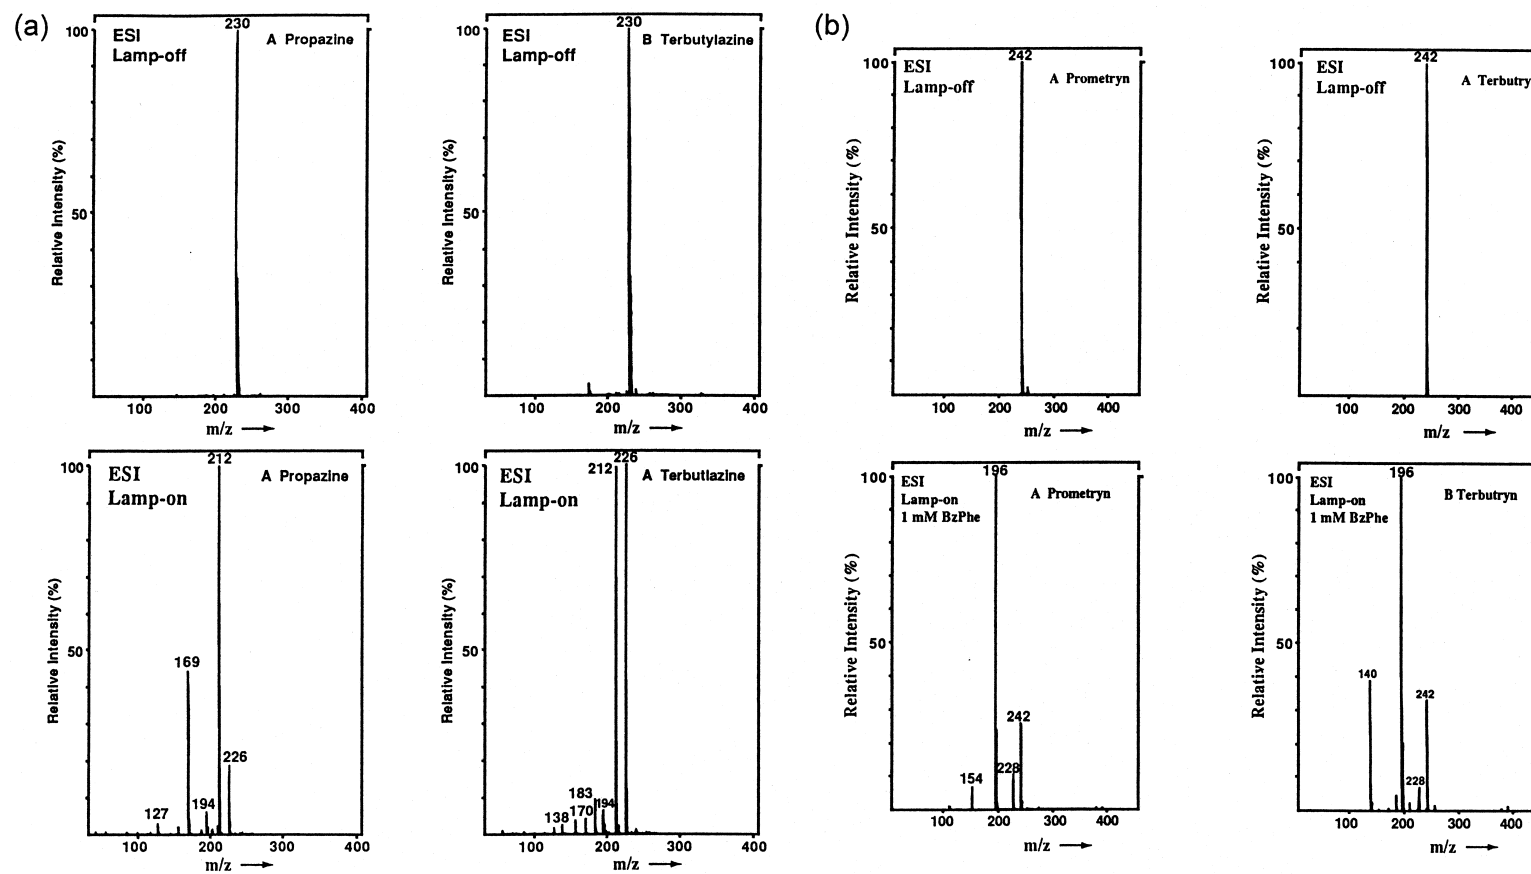 (a)
230
100
ESI
Lamp-off
A Propazine
Relative Intensity (%)
50
100 200 300 400
m/z
230
100
ESI
Lamp-off
B Terbutylazine
Relative Intensity (%)
50
100 200 300 400
m/z
(b)
242
100
ESI
Lamp-off
A Prometryn
Relative Intensity (%)
50
100 200 300 400
m/z
242
100
ESI
Lamp-off
A Terbutry
Relative Intensity (%)
50
100 200 300 400
m/z
212
100
ESI
Lamp-on
A Propazine
Relative Intensity (%)
50
169
226
194
127
100 200 300 400
m/z
226
212
100
ESI
Lamp-on
A Terbutlazine
Relative Intensity (%)
50
183
194
170
138
100 200 300 400
m/z
196
100
ESI
Lamp-on
1 mM BzPhe
A Prometryn
Relative Intensity (%)
50
242
228
154
100 200 300 400
m/z
196
100
ESI
Lamp-on
1 mM BzPhe
B Terbutryn
Relative Intensity (%)
50
140
242
228
100 200 300 400
m/z